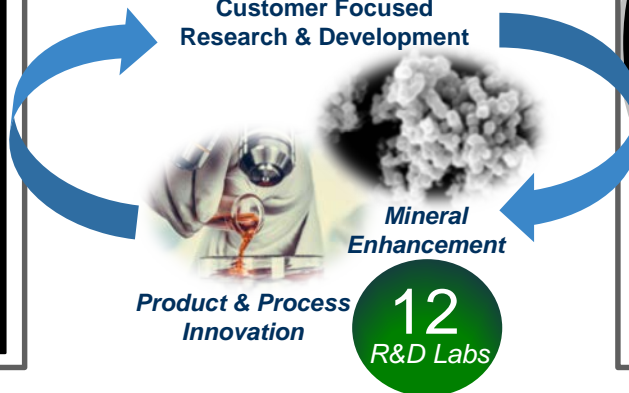 Customer Focused
Research & Development
Mineral
Enhancement
Product & Process
Innovation
12
R&D Labs